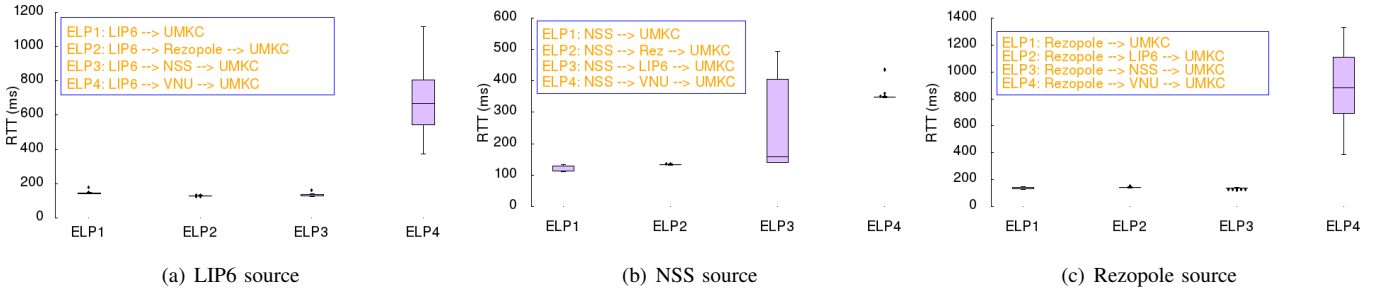 1200
1000
800
600
400
200
0
RTT (ms)
ELP1: LIP6 --> UMKC
ELP2: LIP6 --> Rezopole --> UMKC
ELP3: LIP6 --> NSS --> UMKC
ELP4: LIP6 --> VNU --> UMKC
ELP1 ELP2 ELP3 ELP4
(a) LIP6 source
600
500
400
300
200
100
0
RTT (ms)
ELP1: NSS --> UMKC
ELP2: NSS --> Rez --> UMKC
ELP3: NSS --> LIP6 --> UMKC
ELP4: NSS --> VNU --> UMKC
ELP1 ELP2 ELP3 ELP4
(b) NSS source
1400
1200
1000
800
600
400
200
0
RTT (ms)
ELP1: Rezopole --> UMKC
ELP2: Rezopole --> LIP6 --> UMKC
ELP3: Rezopole --> NSS --> UMKC
ELP4: Rezopole --> VNU --> UMKC
ELP1 ELP2 ELP3 ELP4
(c) Rezopole source